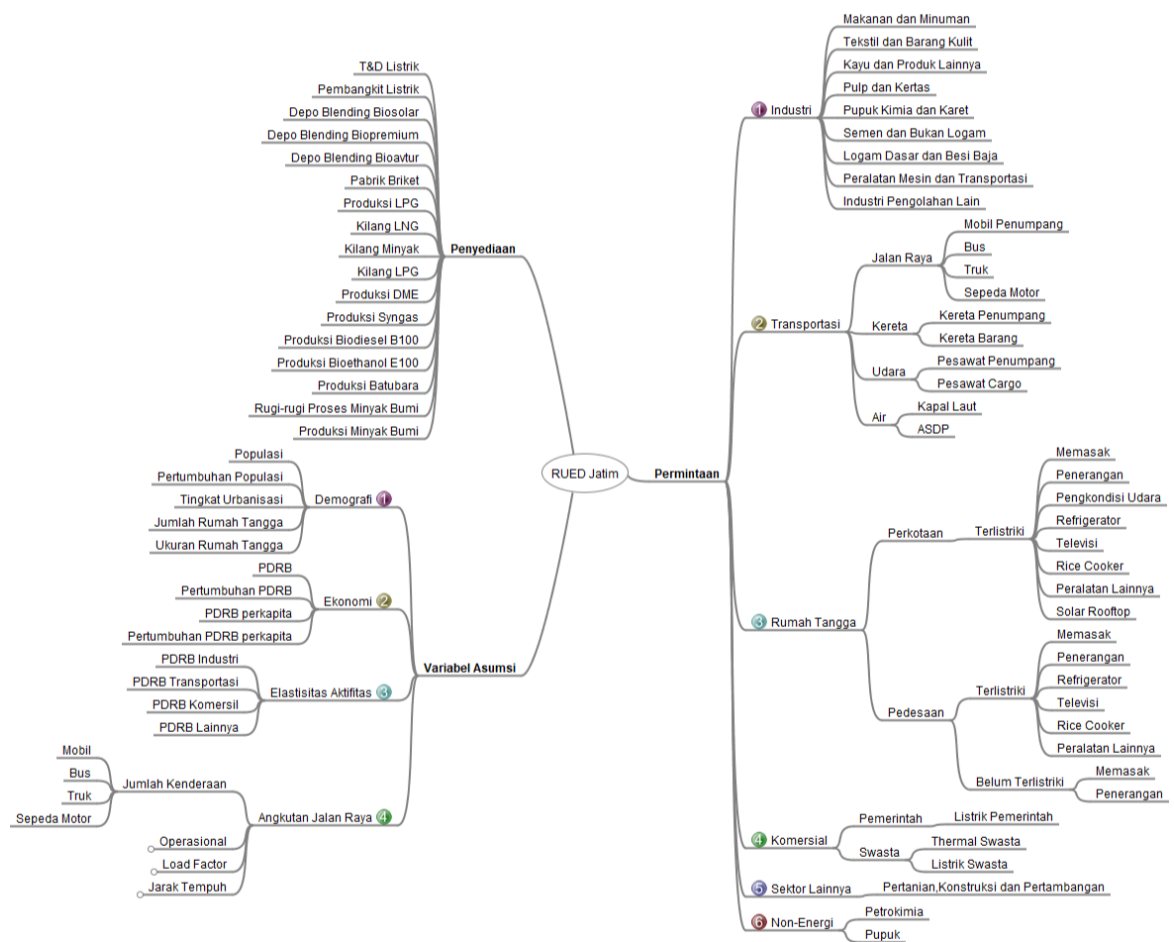 RUED Jatim
Penyediaan
T&D Listrik
Pembangkit Listrik
Depo Blending Biosolar
Depo Blending Biopremium
Depo Blending Bioavtur
Pabrik Briket
Produksi LPG
Kilang LNG
Kilang Minyak
Kilang LPG
Produksi DME
Produksi Syngas
Produksi Biodiesel B100
Produksi Bioethanol E100
Produksi Batubara
Rugi-rugi Proses Minyak Bumi
Produksi Minyak Bumi
Variabel Asumsi
1 Demografi
Populasi
Pertumbuhan Populasi
Tingkat Urbanisasi
Jumlah Rumah Tangga
Ukuran Rumah Tangga
2 Ekonomi
PDRB
Pertumbuhan PDRB
PDRB perkapita
Pertumbuhan PDRB perkapita
3 Elastisitas Aktifitas
PDRB Industri
PDRB Transportasi
PDRB Komersil
PDRB Lainnya
4 Angkutan Jalan Raya
Jumlah Kenderaan
Mobil
Bus
Truk
Sepeda Motor
Operasional
Load Factor
Jarak Tempuh
Permintaan
1 Industri
Makanan dan Minuman
Tekstil dan Barang Kulit
Kayu dan Produk Lainnya
Pulp dan Kertas
Pupuk Kimia dan Karet
Semen dan Bukan Logam
Logam Dasar dan Besi Baja
Peralatan Mesin dan Transportasi
Industri Pengolahan Lain
2 Transportasi
Jalan Raya
Mobil Penumpang
Bus
Truk
Sepeda Motor
Kereta
Kereta Penumpang
Kereta Barang
Udara
Pesawat Penumpang
Pesawat Cargo
Air
Kapal Laut
ASDP
3 Rumah Tangga
Perkotaan
Terlistriki
Memasak
Penerangan
Pengkondisi Udara
Refrigerator
Televisi
Rice Cooker
Peralatan Lainnya
Solar Rooftop
Pedesaan
Terlistriki
Memasak
Penerangan
Refrigerator
Televisi
Rice Cooker
Peralatan Lainnya
Belum Terlistriki
Memasak
Penerangan
4 Komersial
Pemerintah
Listrik Pemerintah
Swasta
Thermal Swasta
Listrik Swasta
5 Sektor Lainnya
Pertanian,Konstruksi dan Pertambangan
6 Non-Energi
Petrokimia
Pupuk